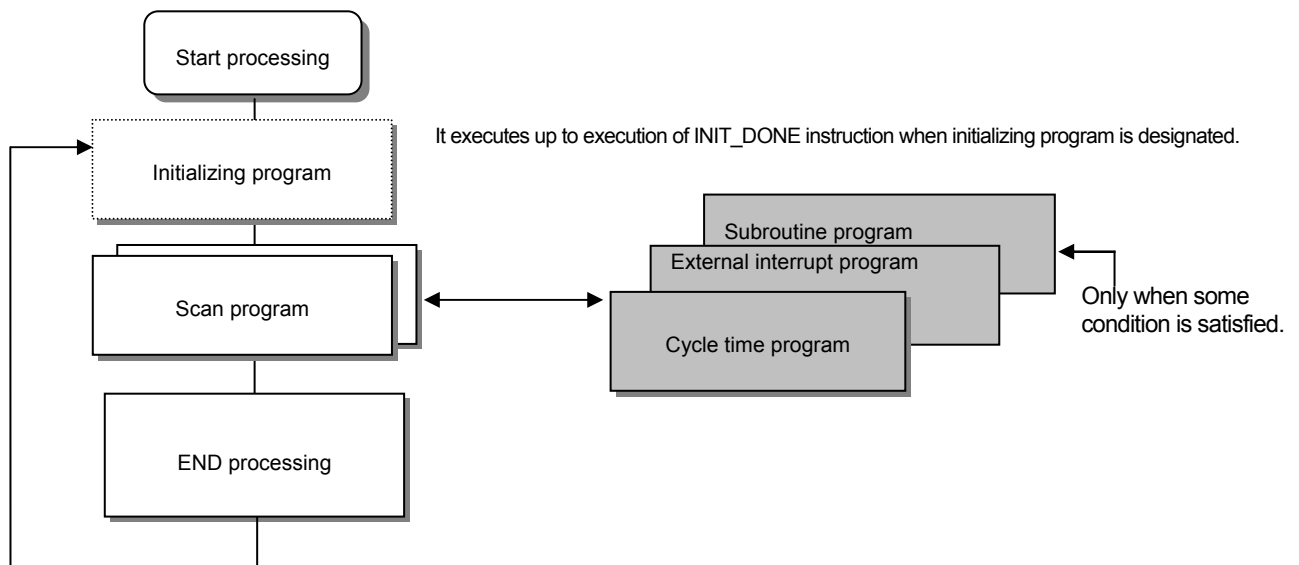 Start processing
It executes up to execution of INIT_DONE instruction when initializing program is designated.
Initializing program
Subroutine program
External interrupt program
Only when some
condition is satisfied.
Scan program
Cycle time program
END processing